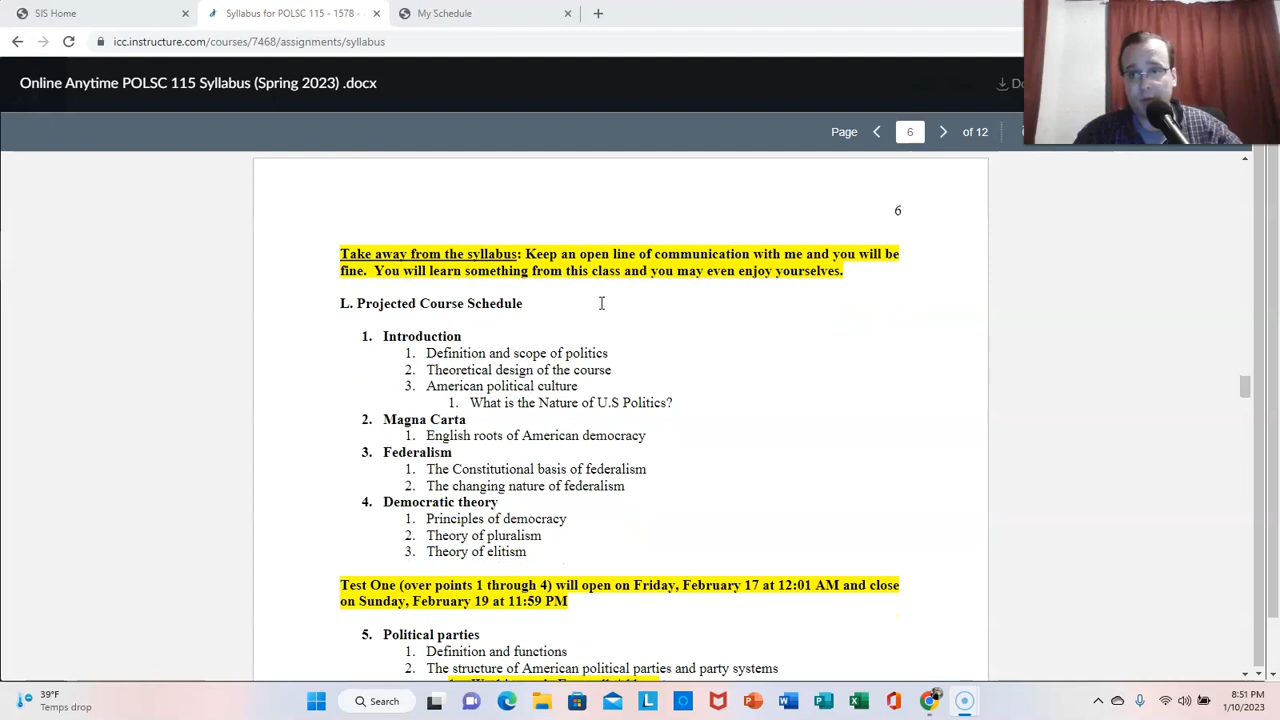 SIS Home
Syllabus for POLSC 115 - 1578 -
My Schedule
icc.instructure.com/courses/7468/assignments/syllabus
Online Anytime POLSC 115 Syllabus (Spring 2023) .docx
Page 6 of 12
6
Take away from the syllabus: Keep an open line of communication with me and you will be
fine. You will learn something from this class and you may even enjoy yourselves.
L. Projected Course Schedule
1. Introduction
1. Definition and scope of politics
2. Theoretical design of the course
3. American political culture
1. What is the Nature of U.S Politics?
2. Magna Carta
1. English roots of American democracy
3. Federalism
1. The Constitutional basis of federalism
2. The changing nature of federalism
4. Democratic theory
1. Principles of democracy
2. Theory of pluralism
3. Theory of elitism
Test One (over points 1 through 4) will open on Friday, February 17 at 12:01 AM and close
on Sunday, February 19 at 11:59 PM
5. Political parties
1. Definition and functions
2. The structure of American political parties and party systems
39°F
Temps drop
Search
8:51 PM
1/10/2023